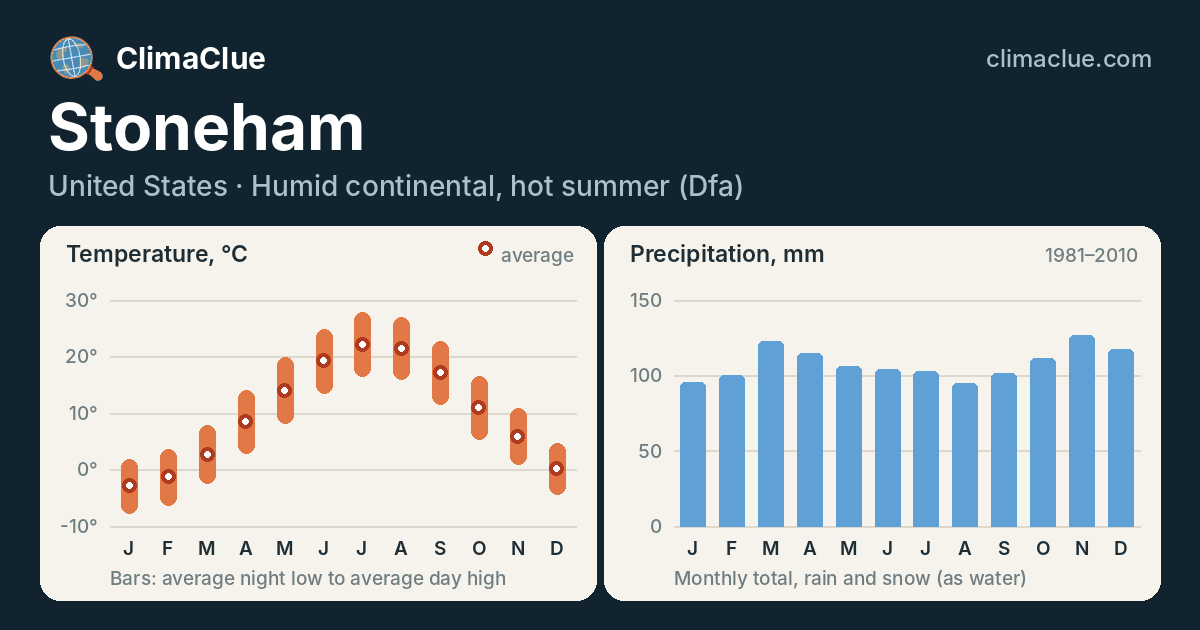 ClimaClue
climaclue.com
Stoneham
United States · Humid continental, hot summer (Dfa)
Temperature, °C
average
30°
20°
10°
0°
-10°
J F M A M J J A S O N D
Bars: average night low to average day high
Precipitation, mm
1981–2010
150
100
50
0
J F M A M J J A S O N D
Monthly total, rain and snow (as water)